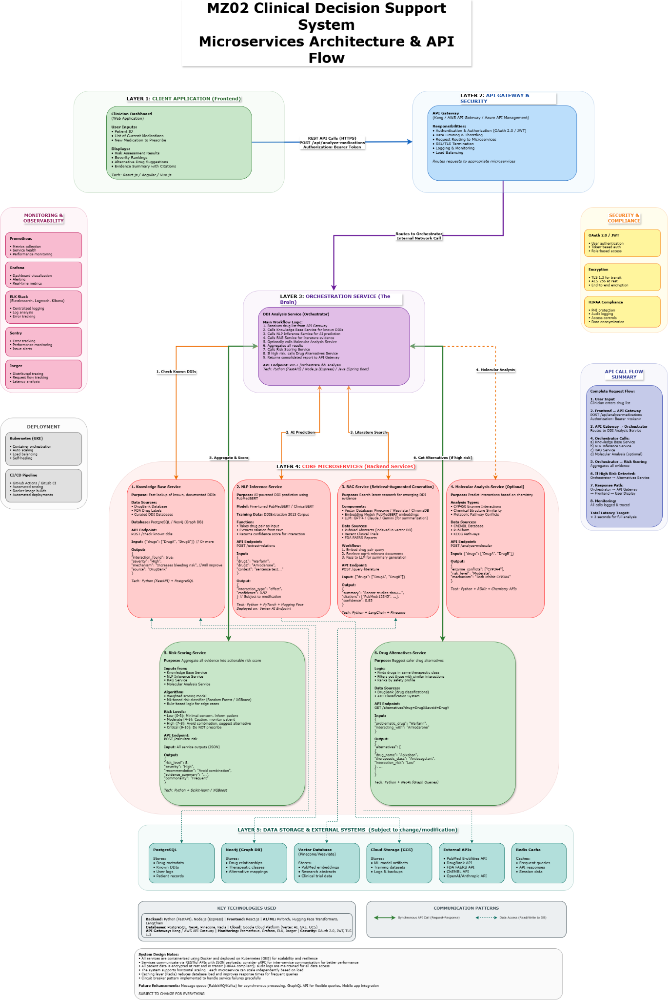 MZ02 Clinical Decision Support
System
Microservices Architecture & API
Flow
LAYER 1: CLIENT APPLICATION (Frontend)
Clinician Dashboard
(Web Application)
User Inputs:
• Patient ID
• List of Current Medications
• New Medication to Prescribe
Displays:
• Risk Assessment Results
• Severity Rankings
• Alternative Drug Suggestions
• Evidence Summary with Citations
Tech: React.js / Angular / Vue.js
REST API Calls (HTTPS)
POST /api/analyze-medications
Authorization: Bearer Token
LAYER 2: API GATEWAY &
SECURITY
API Gateway
(Kong / AWS API Gateway / Azure API Management)
Responsibilities:
• Authentication & Authorization (OAuth 2.0 / JWT)
• Rate Limiting & Throttling
• Request Routing to Microservices
• SSL/TLS Termination
• Logging & Monitoring
• Load Balancing
Routes requests to appropriate microservices
MONITORING &
OBSERVABILITY
Prometheus
• Metrics collection
• Service health
• Performance monitoring
Grafana
• Dashboard visualization
• Alerting
• Real-time metrics
ELK Stack
(Elasticsearch, Logstash, Kibana)
• Centralized logging
• Log analysis
• Error tracking
Sentry
• Error tracking
• Performance monitoring
• Issue alerts
Jaeger
• Distributed tracing
• Request flow tracking
• Latency analysis
DEPLOYMENT
Kubernetes (GKE)
• Container orchestration
• Auto-scaling
• Load balancing
• Self-healing
CI/CD Pipeline
• GitHub Actions / GitLab CI
• Automated testing
• Docker image builds
• Automated deployments
Routes to Orchestrator
Internal Network Call
LAYER 3: ORCHESTRATION SERVICE (The
Brain)
DDI Analysis Service (Orchestrator)
Main Workflow Logic:
1. Receives drug list from API Gateway
2. Calls Knowledge Base Service for known DDIs
3. Calls NLP Inference Service for AI prediction
4. Calls RAG Service for literature evidence
5. Optionally calls Molecular Analysis Service
6. Aggregates all results
7. Calls Risk Scoring Service
8. If high risk, calls Drug Alternatives Service
9. Returns consolidated report to API Gateway
API Endpoint: POST /orchestrate-ddi-analysis
Tech: Python (FastAPI) / Node.js (Express) / Java (Spring Boot)
SECURITY &
COMPLIANCE
OAuth 2.0 / JWT
• User authentication
• Token-based auth
• Role-based access
Encryption
• TLS 1.3 for transit
• AES-256 at rest
• End-to-end encryption
HIPAA Compliance
• PHI protection
• Audit logging
• Access controls
• Data anonymization
API CALL FLOW
SUMMARY
Complete Request Flow:
1. User Input
Clinician enters drug list
2. Frontend → API Gateway
POST /api/analyze-medications
Authorization: Bearer <token>
3. API Gateway → Orchestrator
Routes to DDI Analysis Service
4. Orchestrator Calls:
a) Knowledge Base Service
b) NLP Inference Service
c) RAG Service
d) Molecular Analysis (optional)
5. Orchestrator → Risk Scoring
Aggregates all evidence
6. If High Risk Detected:
Orchestrator → Alternatives Service
7. Response Path:
Orchestrator → API Gateway
→ Frontend → User Display
8. Monitoring:
All calls logged & traced
Total Latency Target:
< 3 seconds for full analysis
1. Check Known DDIs
4. Molecular Analysis
2. AI Prediction
3. Literature Search
5. Aggregate & Score
6. Get Alternatives (if high risk)
LAYER 4: CORE MICROSERVICES (Backend Services)
1. Knowledge Base Service
Purpose: Fast lookup of known, documented DDIs
Data Sources:
• DrugBank Database
• FDA Drug Labels
• Curated DDI Databases
Database: PostgreSQL / Neo4j (Graph DB)
API Endpoint:
POST /check-known-ddis
Input: {"drugs": ["DrugA", "DrugB"]} // Or more
Output:
{
"interaction_found": true,
"severity": "High",
"mechanism": "Increases bleeding risk", //Will improve
"source": "DrugBank"
}
Tech: Python (FastAPI) + PostgreSQL
2. NLP Inference Service
Purpose: AI-powered DDI prediction using
PubMedBERT
Model: Fine-tuned PubMedBERT / ClinicalBERT
Training Data: DDIExtraction 2013 Corpus
Function:
• Takes drug pair as input
• Extracts relation from text
• Returns confidence score for interaction
API Endpoint:
POST /extract-relations
Input:
{
"drug1": "Warfarin",
"drug2": "Amiodarone",
"context": "sentence text..."
}
Output:
{
"interaction_type": "effect",
"confidence": 0.92
} // Subject to modifcation
Tech: Python + PyTorch + Hugging Face
Deployed on: Vertex AI Endpoint
3. RAG Service (Retrieval-Augmented Generation)
Purpose: Search latest research for emerging DDI
evidence
Components:
• Vector Database: Pinecone / Weaviate / ChromaDB
• Embedding Model: PubMedBERT embeddings
• LLM: GPT-4 / Claude / Gemini (for summarization)
Data Sources:
• PubMed Abstracts (indexed in vector DB)
• Recent Clinical Trials
• FDA FAERS Reports
Workflow:
1. Embed drug pair query
2. Retrieve top-k relevant documents
3. Pass to LLM for summary generation
API Endpoint:
POST /query-literature
Input: {"drugs": ["DrugA", "DrugB"]}
Output:
{
"summary": "Recent studies show...",
"citations": ["PubMed:12345", ...],
"confidence": 0.85
}
Tech: Python + LangChain + Pinecone
4. Molecular Analysis Service (Optional)
Purpose: Predict interactions based on chemistry
Analysis Types:
• CYP450 Enzyme Interactions
• Chemical Structure Similarity
• Metabolic Pathway Conflicts
Data Sources:
• ChEMBL Database
• PubChem
• KEGG Pathways
API Endpoint:
POST /analyze-molecular
Input: {"drugs": ["DrugA", "DrugB"]}
Output:
{
"enzyme_conflicts": ["CYP3A4"],
"risk_level": "Moderate",
"mechanism": "Both inhibit CYP3A4"
}
Tech: Python + RDKit + Chemistry APIs
5. Risk Scoring Service
Purpose: Aggregate all evidence into actionable risk score
Inputs from:
• Knowledge Base Service
• NLP Inference Service
• RAG Service
• Molecular Analysis Service
Algorithm:
• Weighted scoring model
• ML-based risk classifier (Random Forest / XGBoost)
• Rule-based logic for edge cases
Risk Levels:
• Low (0-3): Minimal concern, inform patient
• Moderate (4-6): Caution, monitor patient
• High (7-8): Avoid combination, suggest alternative
• Critical (9-10): Do NOT prescribe
API Endpoint:
POST /calculate-risk
Input: All service outputs (JSON)
Output:
{
"risk_level": 8,
"severity": "High",
"recommendation": "Avoid combination",
"evidence_summary": "...",
"commonality": "Frequent"
}
Tech: Python + Scikit-learn / XGBoost
6. Drug Alternatives Service
Purpose: Suggest safer drug alternatives
Logic:
• Finds drugs in same therapeutic class
• Filters out those with similar interactions
• Ranks by safety profile
Data Sources:
• DrugBank (drug classifications)
• ATC Classification System
API Endpoint:
GET /alternatives?drug=DrugX&avoid=DrugY
Input:
{
"problematic_drug": "Warfarin",
"interacting_with": "Amiodarone"
}
Output:
{
"alternatives": [
{
"drug_name": "Apixaban",
"therapeutic_class": "Anticoagulant",
"interaction_risk": "Low"
}, ...
]
}
Tech: Python + Neo4j (Graph Queries)
LAYER 5: DATA STORAGE & EXTERNAL SYSTEMS (Subject to change/modification)
PostgreSQL
Stores:
• Drug metadata
• Known DDIs
• User logs
• Patient records
Neo4j (Graph DB)
Stores:
• Drug relationships
• Therapeutic classes
• Alternative mappings
Vector Database
(Pinecone/Weaviate)
Stores:
• PubMed embeddings
• Research abstracts
• Clinical trial data
Cloud Storage (GCS)
Stores:
• ML model artifacts
• Training datasets
• Logs & backups
External APIs
• PubMed E-utilities API
• DrugBank API
• FDA FAERS API
• ChEMBL API
• OpenAI/Anthropic API
Redis Cache
Caches:
• Frequent queries
• API responses
• Session data
KEY TECHNOLOGIES USED
Backend: Python (FastAPI), Node.js (Express) | Frontend: React.js | AI/ML: PyTorch, Hugging Face Transformers,
LangChain
Databases: PostgreSQL, Neo4j, Pinecone, Redis | Cloud: Google Cloud Platform (Vertex AI, GKE, GCS)
API Gateway: Kong / AWS API Gateway | Monitoring: Prometheus, Grafana, ELK, Jaeger | Security: OAuth 2.0, JWT, TLS
1.3
COMMUNICATION PATTERNS
Synchronous API Call (Request-Response)
Data Access (Read/Write to DB)
System Design Notes:
• All services are containerized using Docker and deployed on Kubernetes (GKE) for scalability and resilience
• Services communicate via RESTful APIs with JSON payloads; consider gRPC for inter-service communication for better performance
• All patient data is encrypted at rest and in transit (HIPAA compliant); audit logs are maintained for all data access
• The system supports horizontal scaling - each microservice can scale independently based on load
• Caching layer (Redis) reduces database load and improves response times for frequent queries
• Circuit breaker pattern implemented to handle service failures gracefully
Future Enhancements: Message queue (RabbitMQ/Kafka) for asynchronous processing, GraphQL API for flexible queries, Mobile app integration
SUBJECT TO CHANGE FOR EVERYTHING